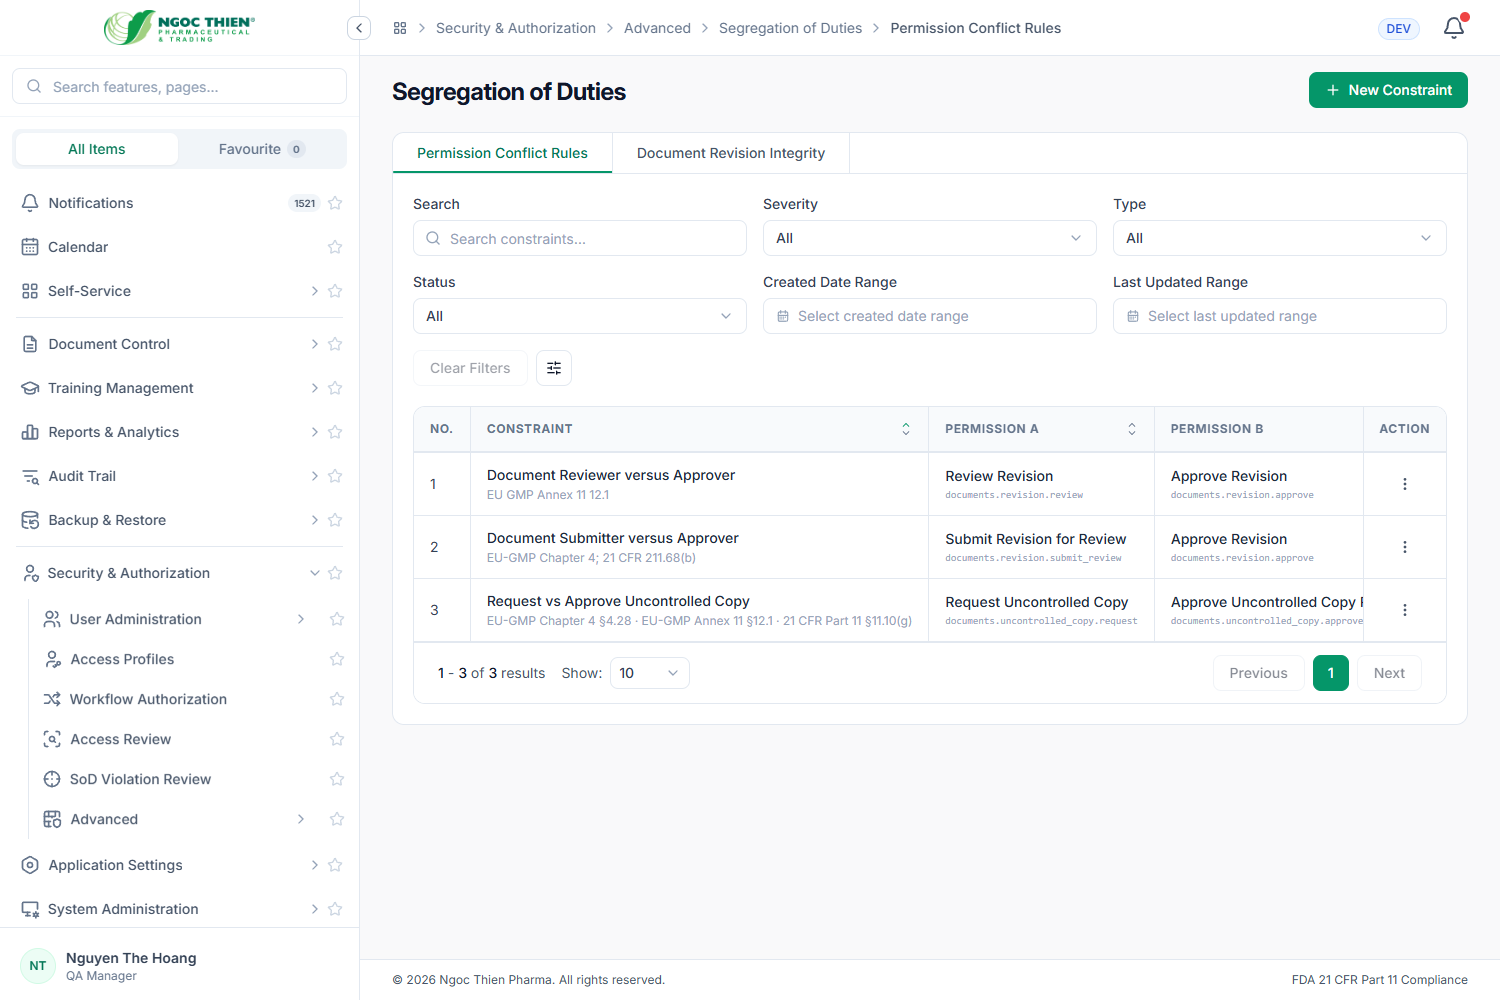 NGOC THIEN®
PHARMACEUTICAL
& TRADING
Search features, pages...
All Items
Favourite 0
Notifications 1521
Calendar
Self-Service
Document Control
Training Management
Reports & Analytics
Audit Trail
Backup & Restore
Security & Authorization
User Administration
Access Profiles
Workflow Authorization
Access Review
SoD Violation Review
Advanced
Application Settings
System Administration
NT
Nguyen The Hoang
QA Manager
Security & Authorization > Advanced > Segregation of Duties > Permission Conflict Rules
DEV
Segregation of Duties
New Constraint
Permission Conflict Rules
Document Revision Integrity
Search
Severity
Type
Search constraints...
All
All
Status
Created Date Range
Last Updated Range
All
Select created date range
Select last updated range
Clear Filters
NO. CONSTRAINT PERMISSION A PERMISSION B ACTION
1 Document Reviewer versus Approver Review Revision Approve Revision
EU GMP Annex 11 12.1 documents.revision.review documents.revision.approve
2 Document Submitter versus Approver Submit Revision for Review Approve Revision
EU-GMP Chapter 4; 21 CFR 211.68(b) documents.revision.submit_review documents.revision.approve
3 Request vs Approve Uncontrolled Copy Request Uncontrolled Copy Approve Uncontrolled Copy
EU-GMP Chapter 4 §4.28 · EU-GMP Annex 11 §12.1 · 21 CFR Part 11 §11.10(g) documents.uncontrolled_copy.request documents.uncontrolled_copy.approve
1 - 3 of 3 results Show: 10
Previous 1 Next
© 2026 Ngoc Thien Pharma. All rights reserved.
FDA 21 CFR Part 11 Compliance